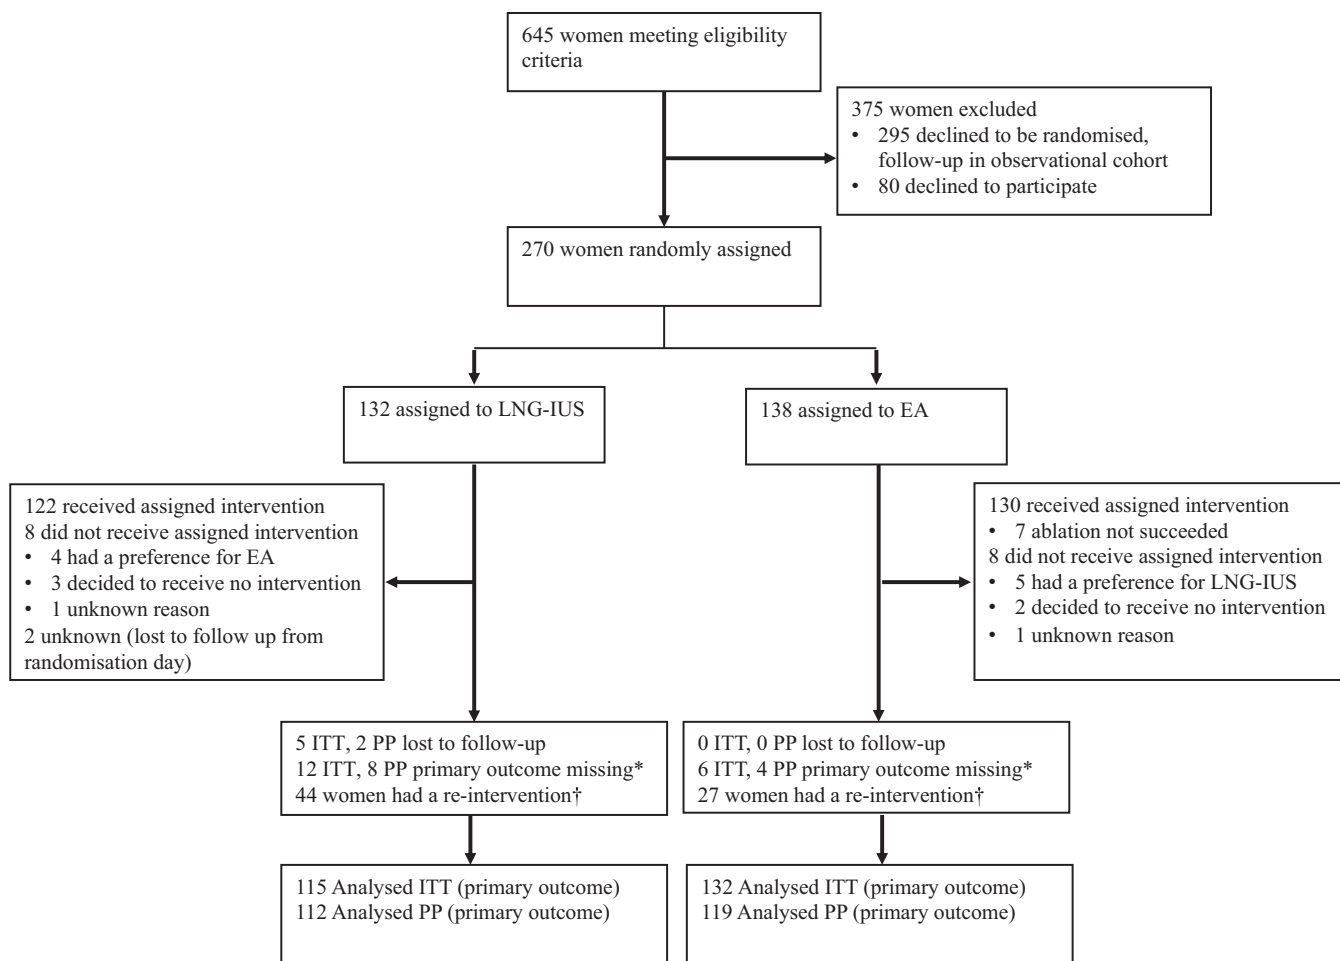 645 women meeting eligibility
criteria
375 women excluded
• 295 declined to be randomised,
follow-up in observational cohort
• 80 declined to participate
270 women randomly assigned
132 assigned to LNG-IUS
138 assigned to EA
122 received assigned intervention
8 did not receive assigned intervention
• 4 had a preference for EA
• 3 decided to receive no intervention
• 1 unknown reason
2 unknown (lost to follow up from
randomisation day)
130 received assigned intervention
• 7 ablation not succeeded
8 did not receive assigned intervention
• 5 had a preference for LNG-IUS
• 2 decided to receive no intervention
• 1 unknown reason
5 ITT, 2 PP lost to follow-up
12 ITT, 8 PP primary outcome missing*
44 women had a re-intervention†
0 ITT, 0 PP lost to follow-up
6 ITT, 4 PP primary outcome missing*
27 women had a re-intervention†
115 Analysed ITT (primary outcome)
112 Analysed PP (primary outcome)
132 Analysed ITT (primary outcome)
119 Analysed PP (primary outcome)